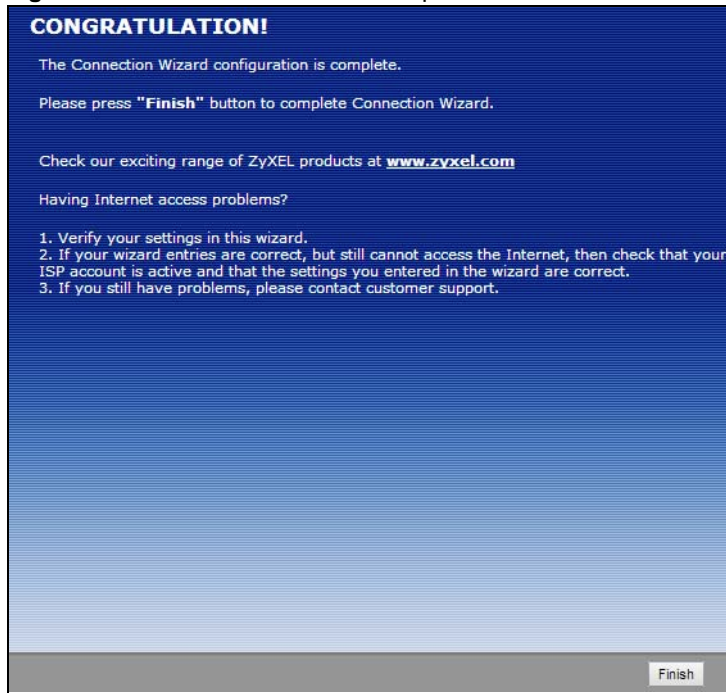 CONGRATULATION!
The Connection Wizard configuration is complete.
Please press "Finish" button to complete Connection Wizard.
Check our exciting range of ZyXEL products at www.zyxel.com
Having Internet access problems?
1. Verify your settings in this wizard.
2. If your wizard entries are correct, but still cannot access the Internet, then check that your
ISP account is active and that the settings you entered in the wizard are correct.
3. If you still have problems, please contact customer support.
Finish